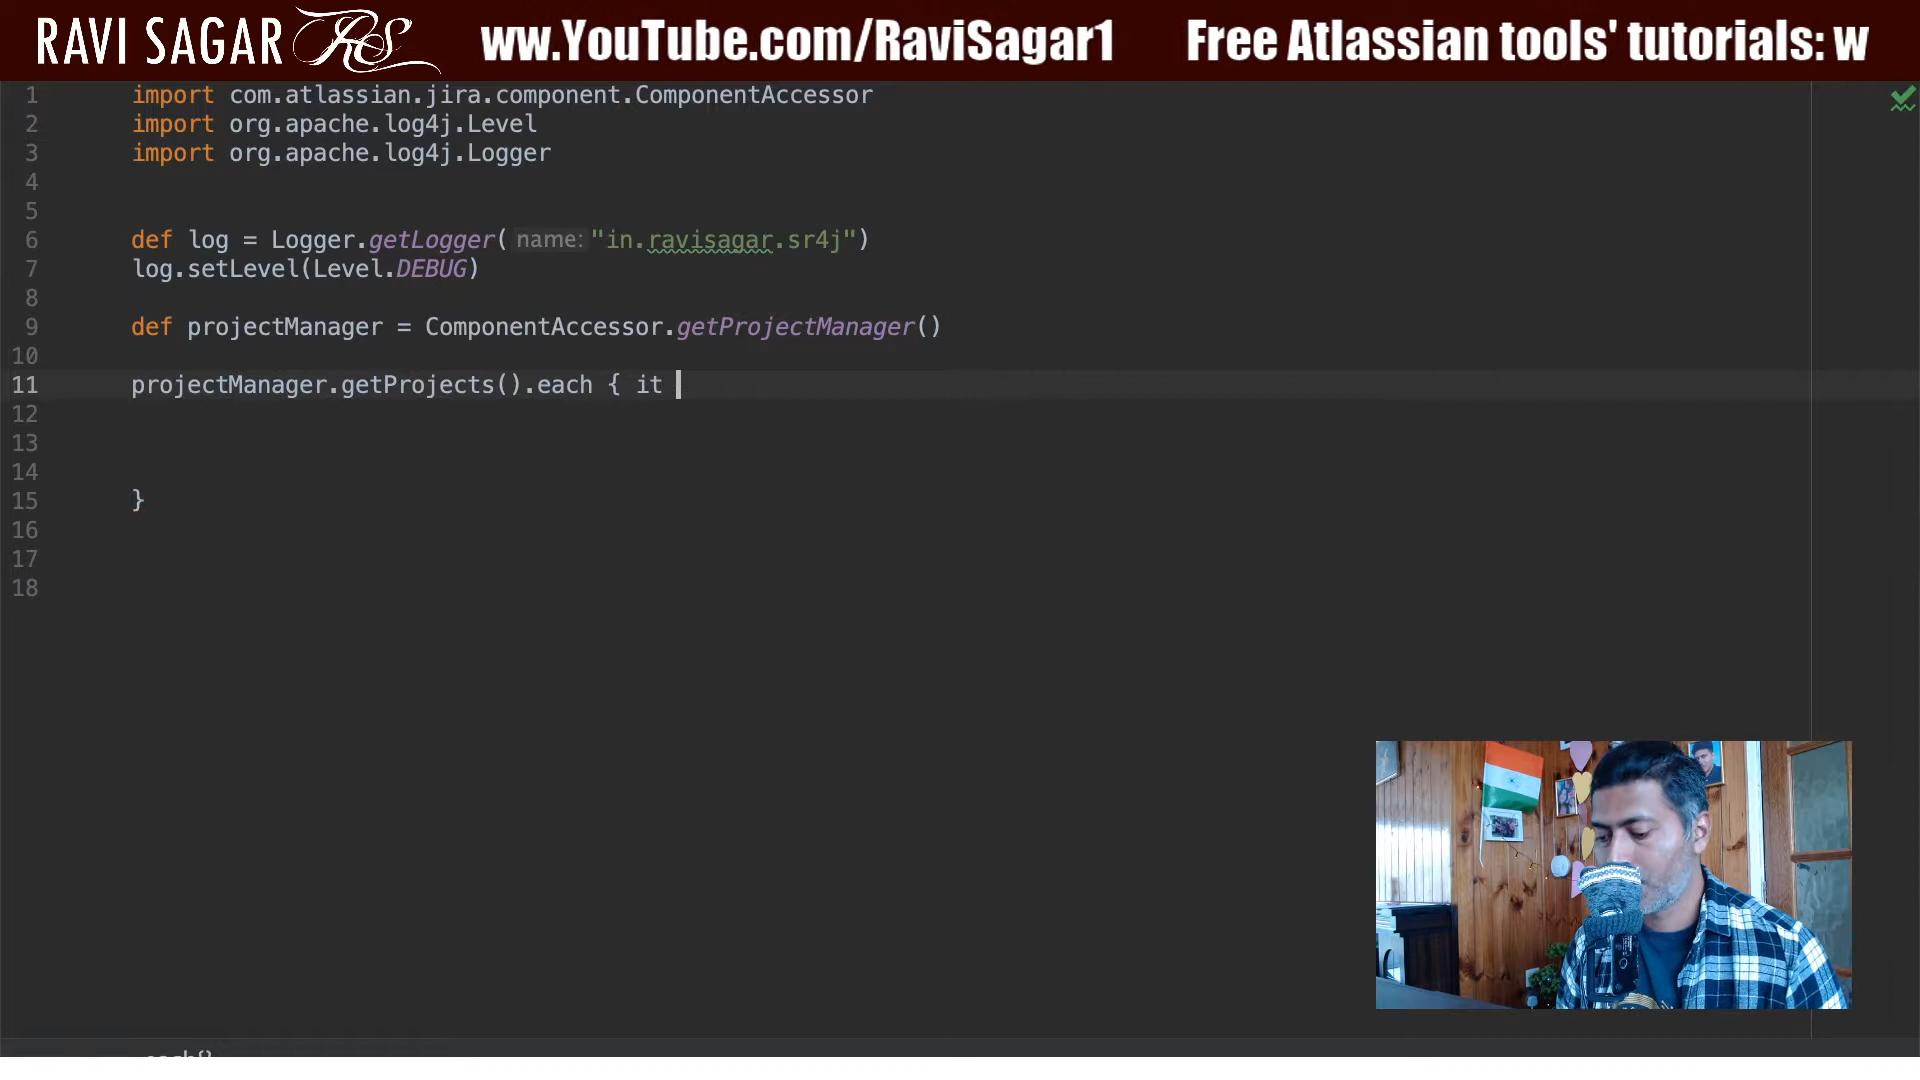 RAVI SAGAR RS ww.YouTube.com/RaviSagar1 Free Atlassian tools' tutorials: w
1 import com.atlassian.jira.component.ComponentAccessor
2 import org.apache.log4j.Level
3 import org.apache.log4j.Logger
4
5
6 def log = Logger.getLogger( name: "in.ravisagar.sr4j")
7 log.setLevel(Level.DEBUG)
8
9 def projectManager = ComponentAccessor.getProjectManager()
10
11 projectManager.getProjects().each { it
12
13
14
15 }
16
17
18